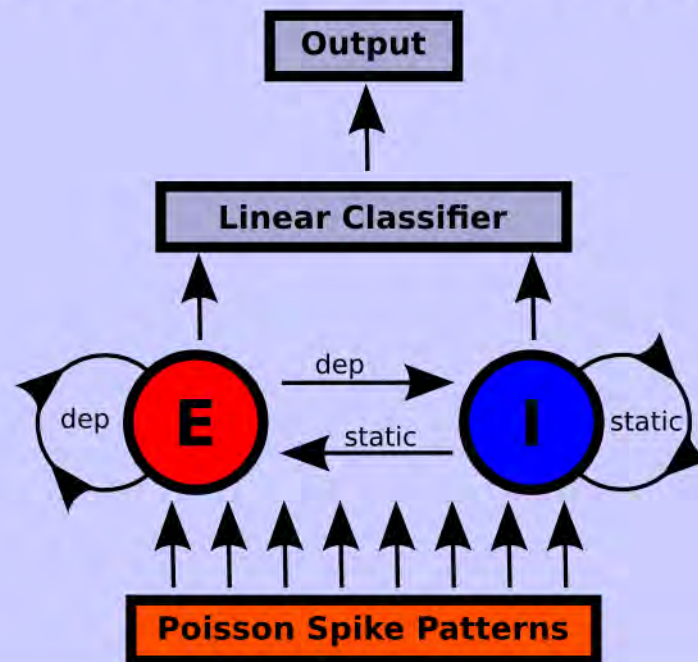 Output
Linear Classifier
dep
dep
E
I
static
static
Poisson Spike Patterns